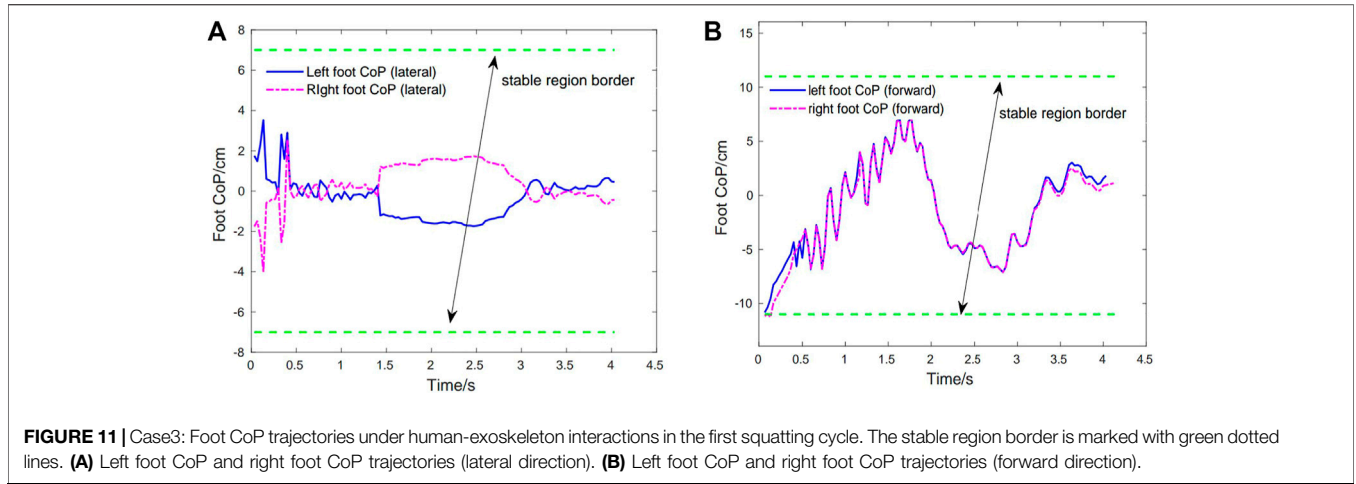 A
8
6
4
2
0
-2
-4
-6
-8
Foot CoP/cm
Left foot CoP (lateral)
RIght foot CoP (lateral)
stable region border
0 0.5 1 1.5 2 2.5 3 3.5 4 4.5
Time/s
B
15
10
5
0
-5
-10
Foot CoP/cm
left foot CoP (forward)
right foot CoP (forward)
stable region border
0 0.5 1 1.5 2 2.5 3 3.5 4 4.5
Time/s
FIGURE 11 | Case3: Foot CoP trajectories under human-exoskeleton interactions in the first squatting cycle. The stable region border is marked with green dotted
lines. (A) Left foot CoP and right foot CoP trajectories (lateral direction). (B) Left foot CoP and right foot CoP trajectories (forward direction).